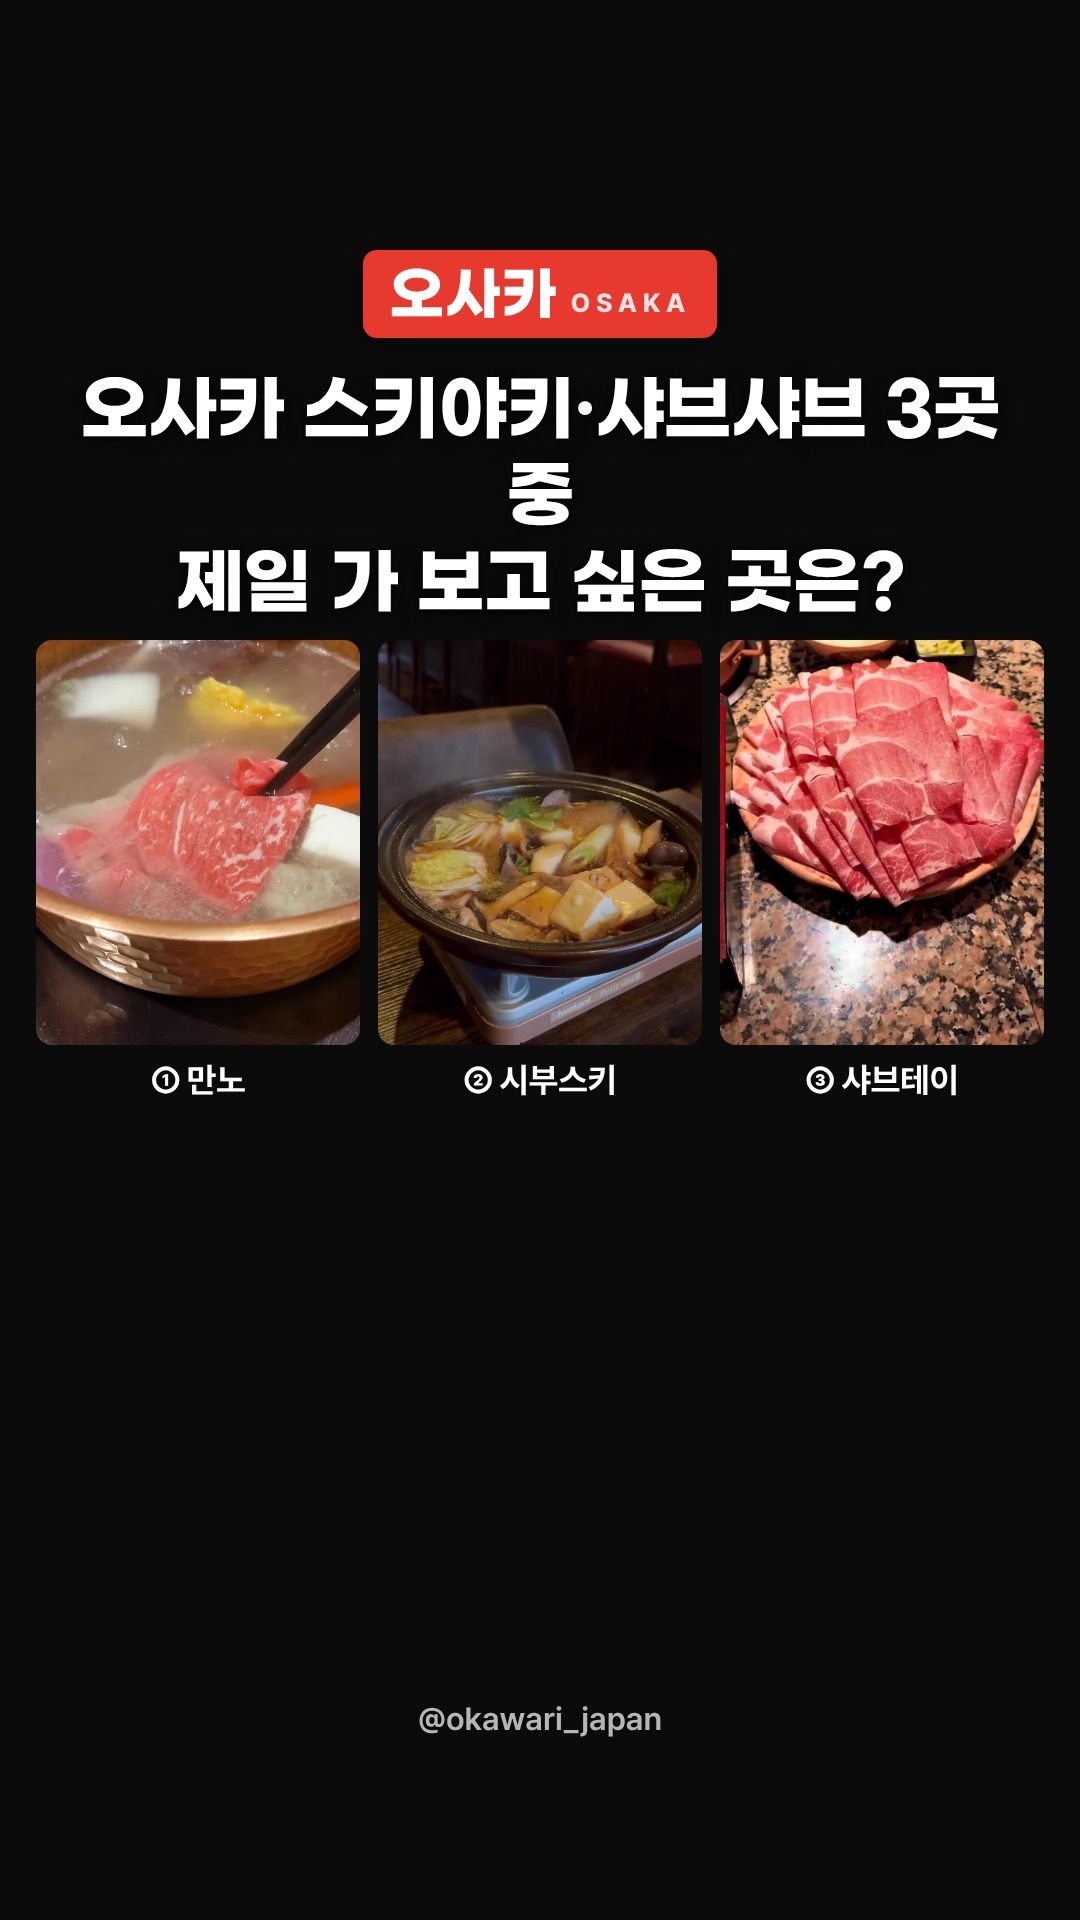 오사카 OSAKA
오사카 스키야키·샤브샤브 3곳
중
제일 가 보고 싶은 곳은?
Iwatani
① 만노
② 시부스키
③ 샤브테이
@okawari_japan